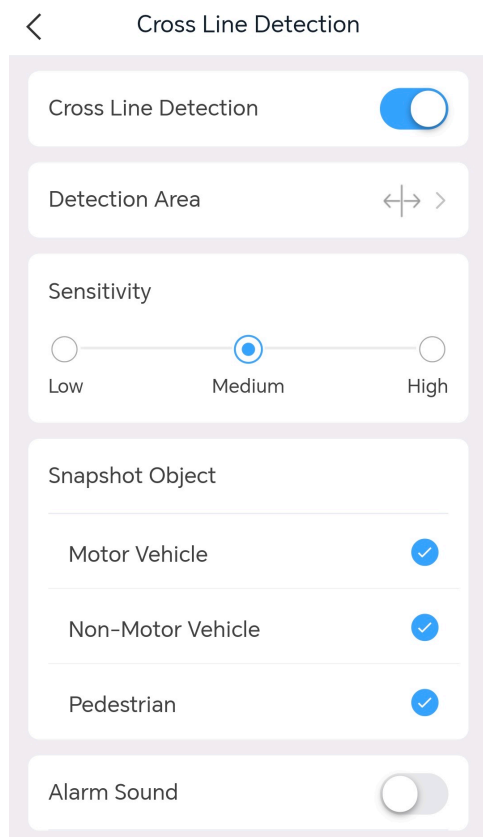 Cross Line Detection
Cross Line Detection
Detection Area
Sensitivity
Low Medium High
Snapshot Object
Motor Vehicle
Non-Motor Vehicle
Pedestrian
Alarm Sound